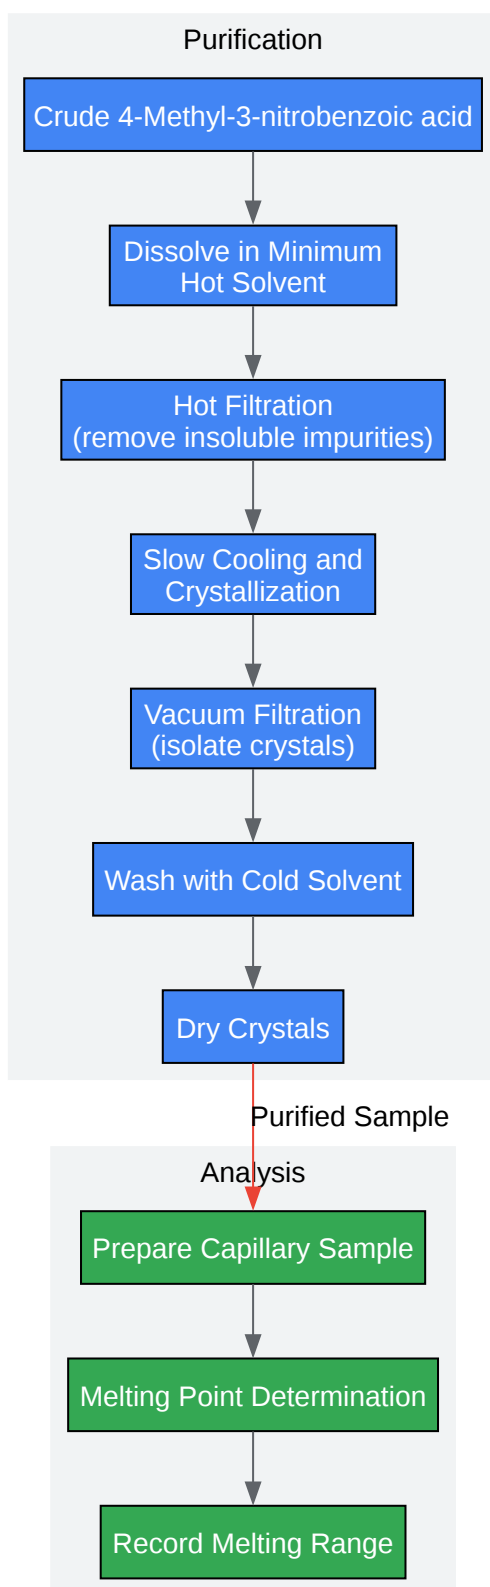 Purification
Crude 4-Methyl-3-nitrobenzoic acid
Dissolve in Minimum
Hot Solvent
Hot Filtration
(remove insoluble impurities)
Slow Cooling and
Crystallization
Vacuum Filtration
(isolate crystals)
Wash with Cold Solvent
Dry Crystals
Purified Sample
Analysis
Prepare Capillary Sample
Melting Point Determination
Record Melting Range